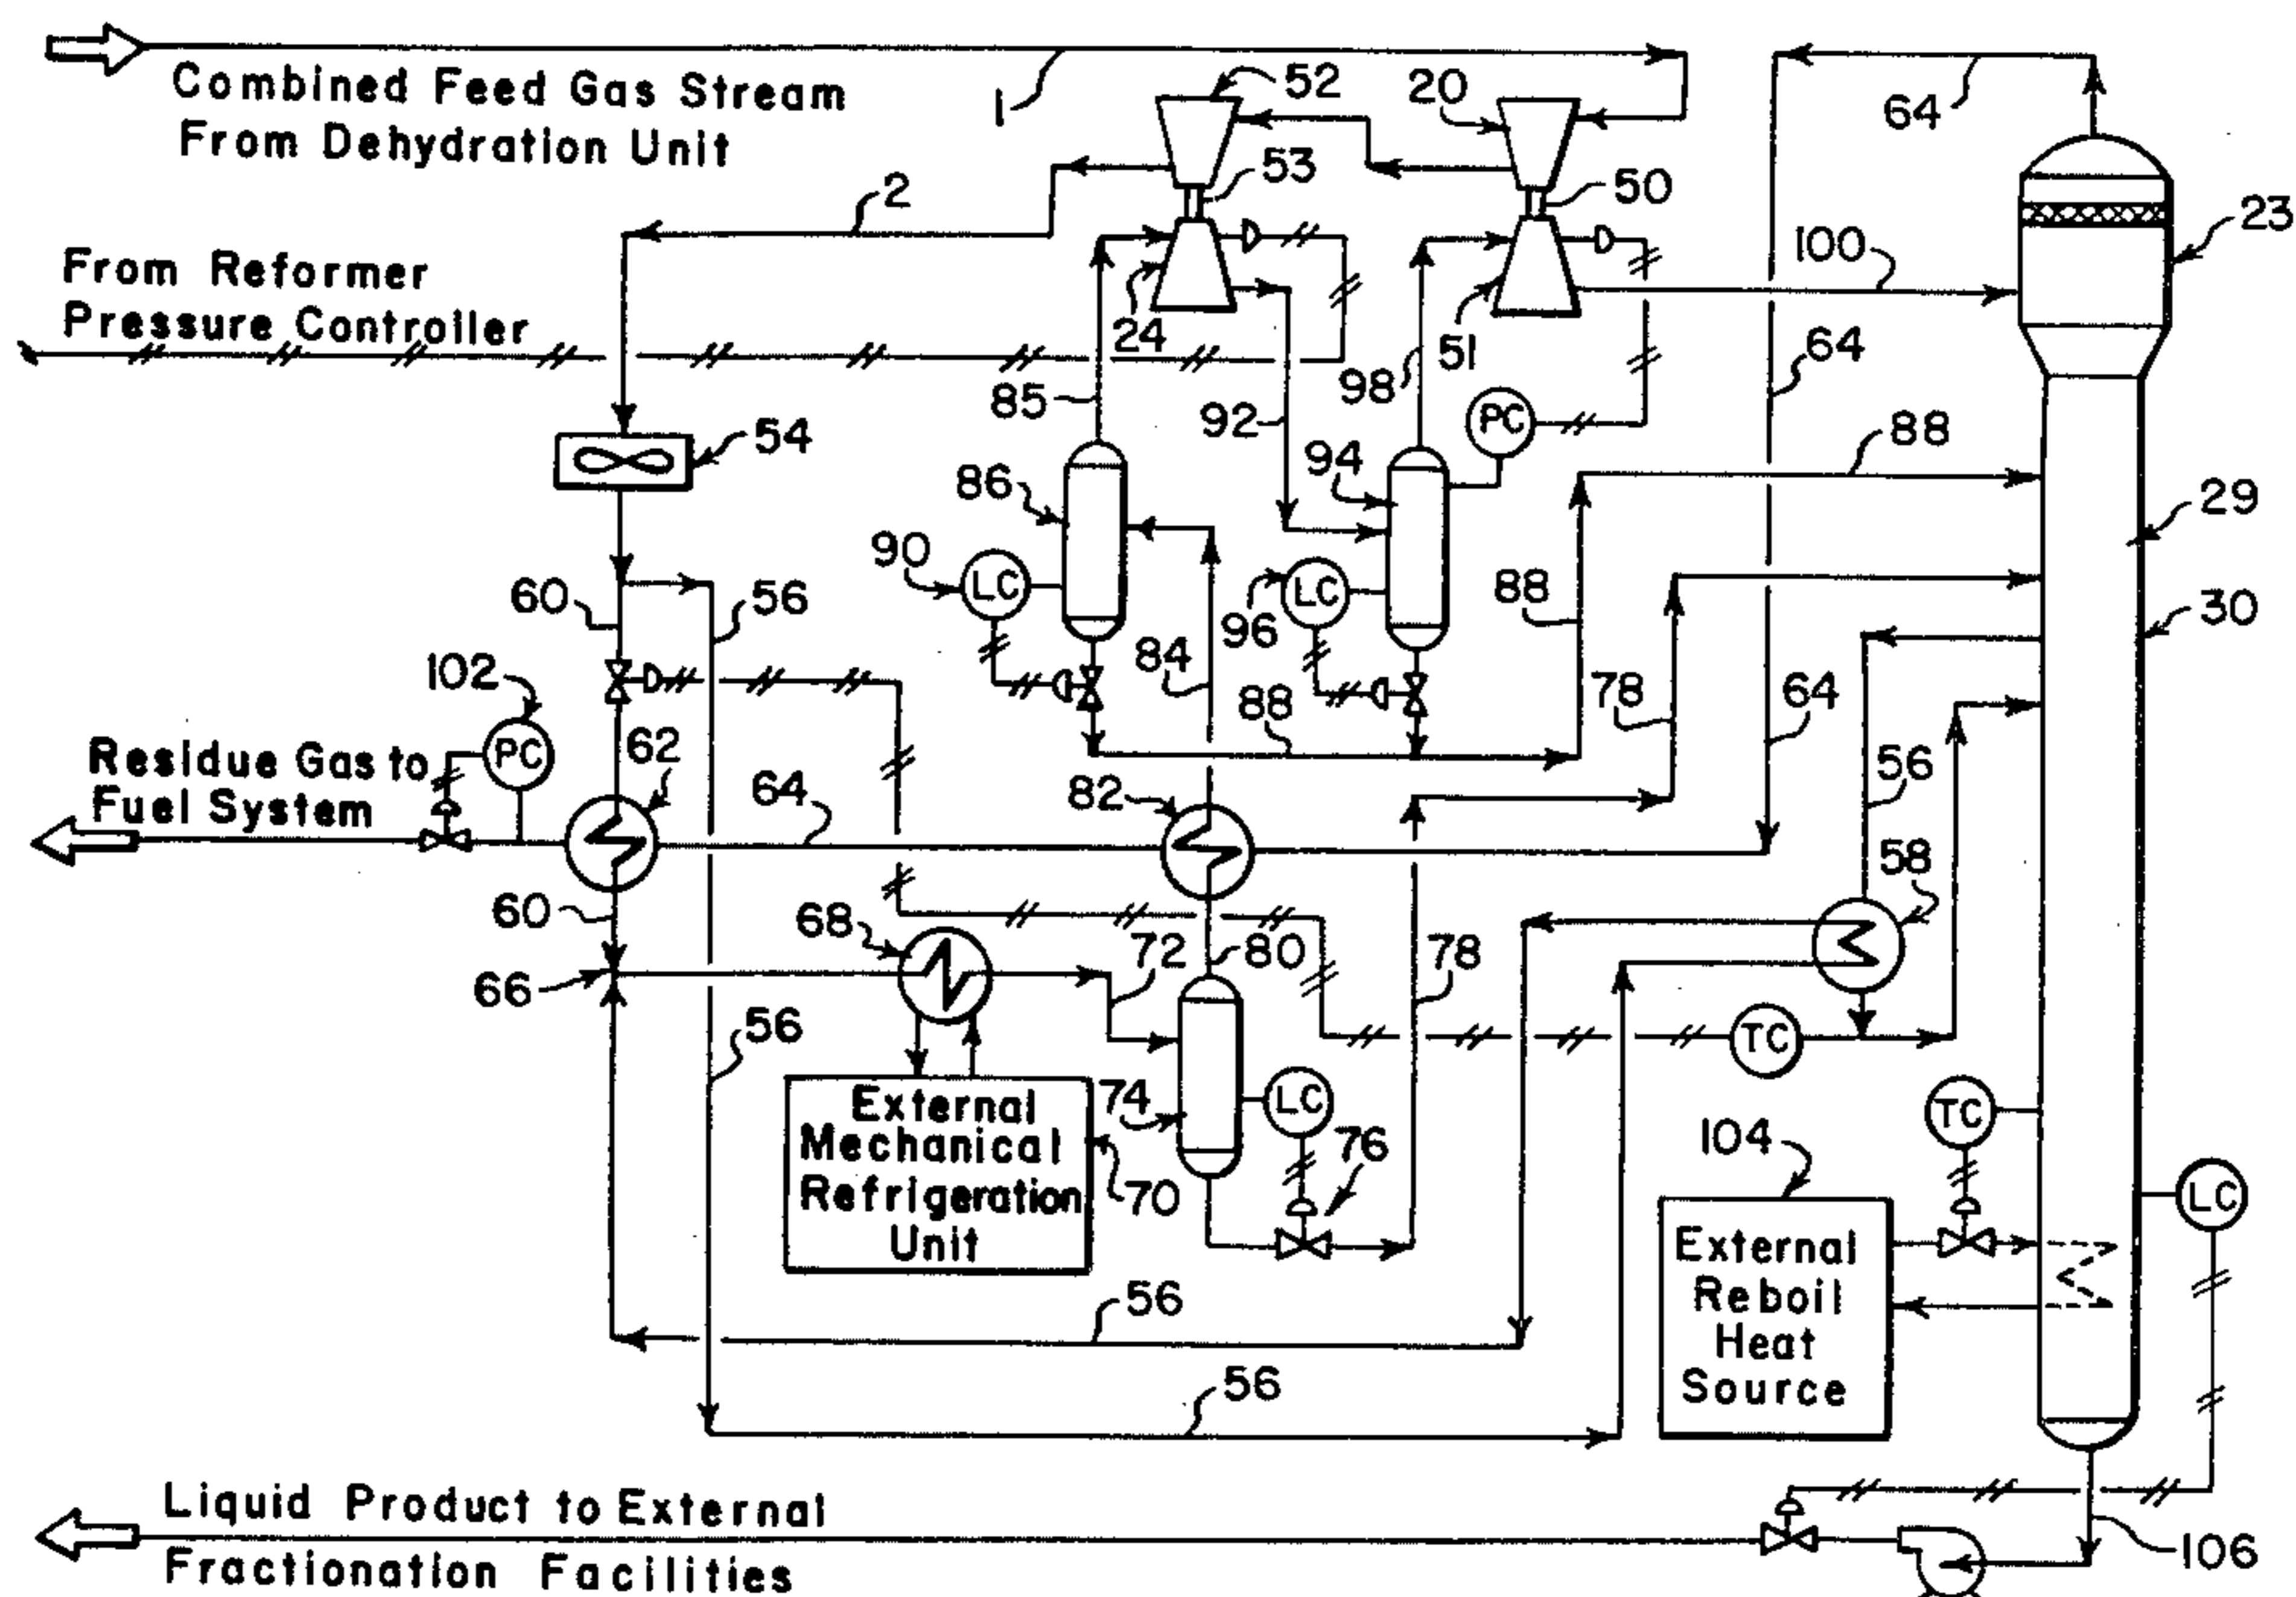 Combined Feed Gas Stream
From Dehydration Unit
1
52
20
64
53
50
2
23
100
From Reformer
Pressure Controller
24
51
64
85
92
98
PC
88
54
86
94
29
90
LC
LC
96
88
60
56
30
102
84
88
78
64
PC
62
Residue Gas to
Fuel System
64
82
56
58
60
68
72
80
78
66
56
TC
External
Mechanical
Refrigeration
Unit
70
74
LC
76
TC
104
LC
External
Reboil
Heat
Source
56
56
Liquid Product to External
Fractionation Facilities
106